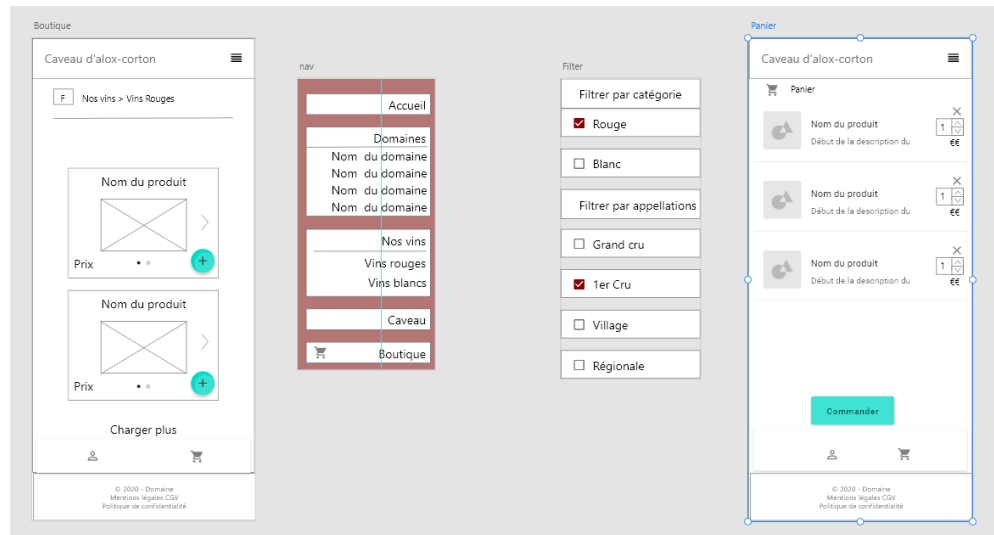 Boutique
Caveau d'alox-corton
F
Nos vins > Vins Rouges
Nom du produit
Prix
+
Nom du produit
Prix
+
Charger plus
© 2020 - Domaine
Mentions légales CGV
Politique de confidentialité
nav
Accueil
Domaines
Nom du domaine
Nom du domaine
Nom du domaine
Nom du domaine
Nos vins
Vins rouges
Vins blancs
Caveau
Boutique
Filter
Filtrer par catégorie
Rouge
Blanc
Filtrer par appellations
Grand cru
1er Cru
Village
Régionale
Panier
Caveau d'alox-corton
Panier
Nom du produit
1
Début de la description du
€€
Nom du produit
1
Début de la description du
€€
Nom du produit
1
Début de la description du
€€
Commander
© 2020 - Domaine
Mentions légales CGV
Politique de confidentialité